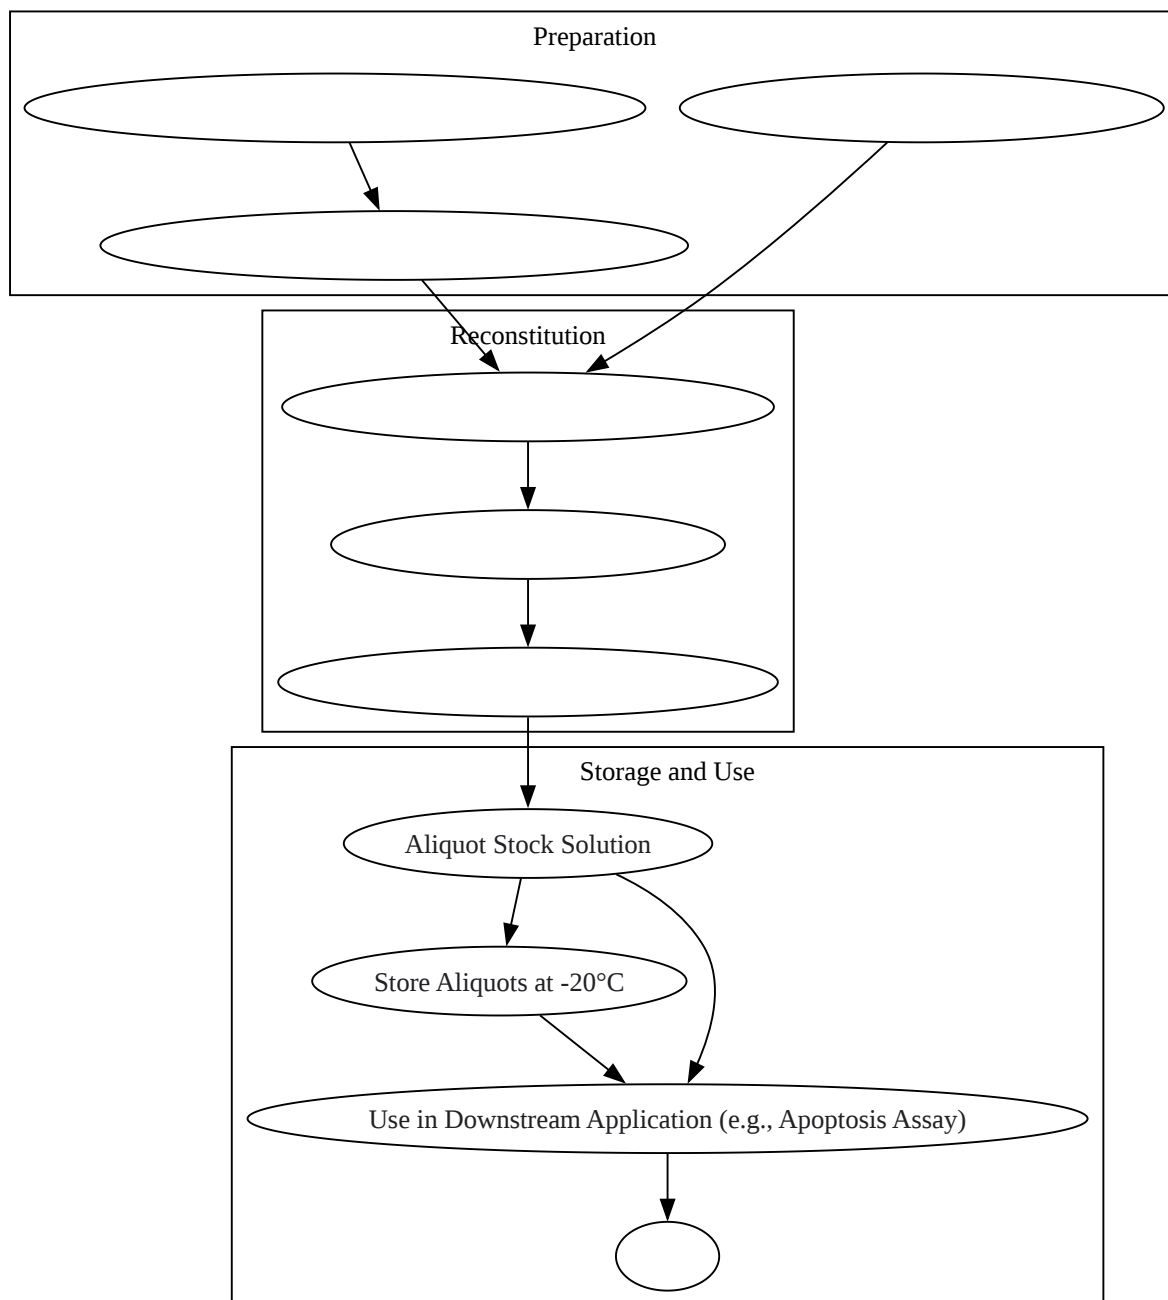 Preparation
Reconstitution
Storage and Use
Aliquot Stock Solution
Store Aliquots at -20°C
Use in Downstream Application (e.g., Apoptosis Assay)